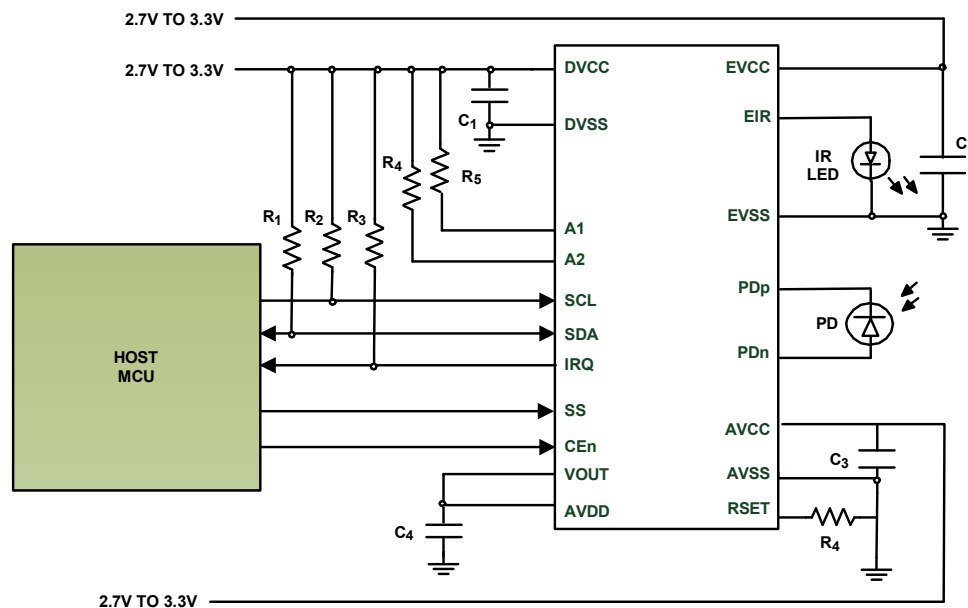 2.7V TO 3.3V
2.7V TO 3.3V
DVCC
EVCC
C1
DVSS
EIR
C
R4
R5
IR
LED
R1
R2
R3
A1
EVSS
A2
PDp
SCL
PD
SDA
PDn
IRQ
HOST
MCU
SS
AVCC
CEn
C3
VOUT
AVSS
AVDD
RSET
C4
R4
2.7V TO 3.3V